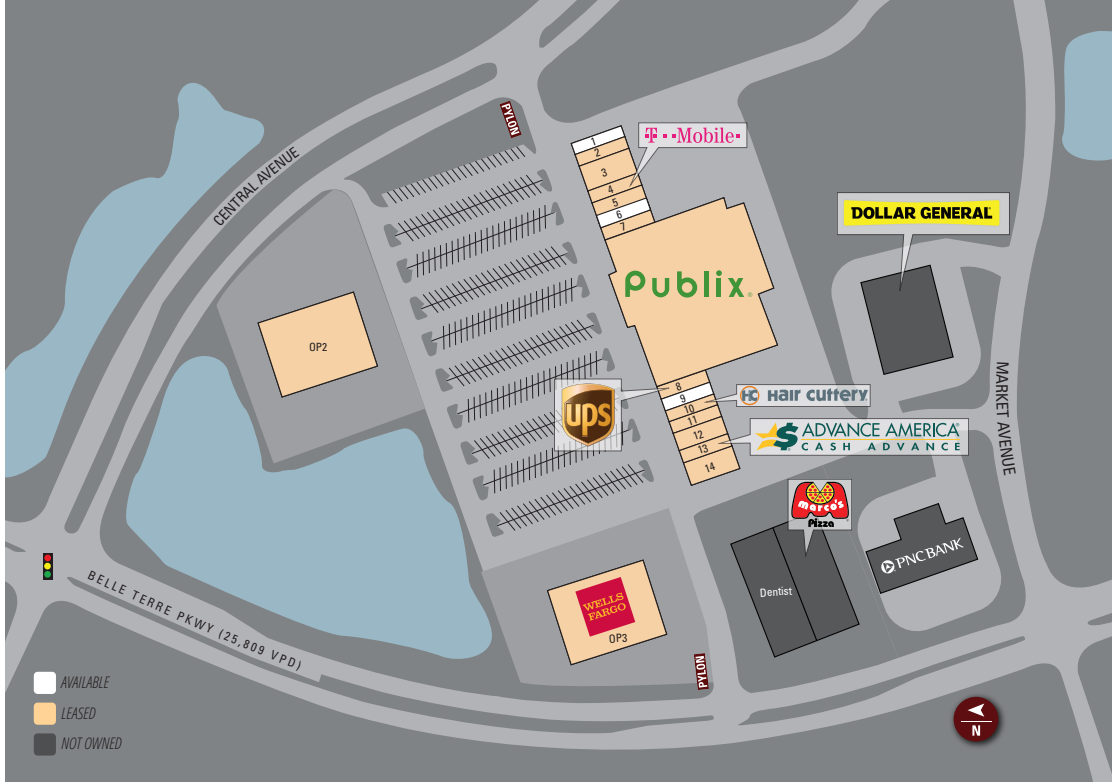 PYLON
1
T··Mobile·
2
3
CENTRAL AVENUE
4
5
6
7
DOLLAR GENERAL
Publix®
OP2
MARKET AVENUE
8
9
HC Hair Cuttery
10
ups
11
ADVANCE AMERICA
CASH ADVANCE
12
13
14
marco's
Pizza
PNC BANK
BELLE TERRE PKWY (25,809 VPD)
Dentist
WELLS
FARGO
OP3
PYLON
AVAILABLE
LEASED
NOT OWNED
N